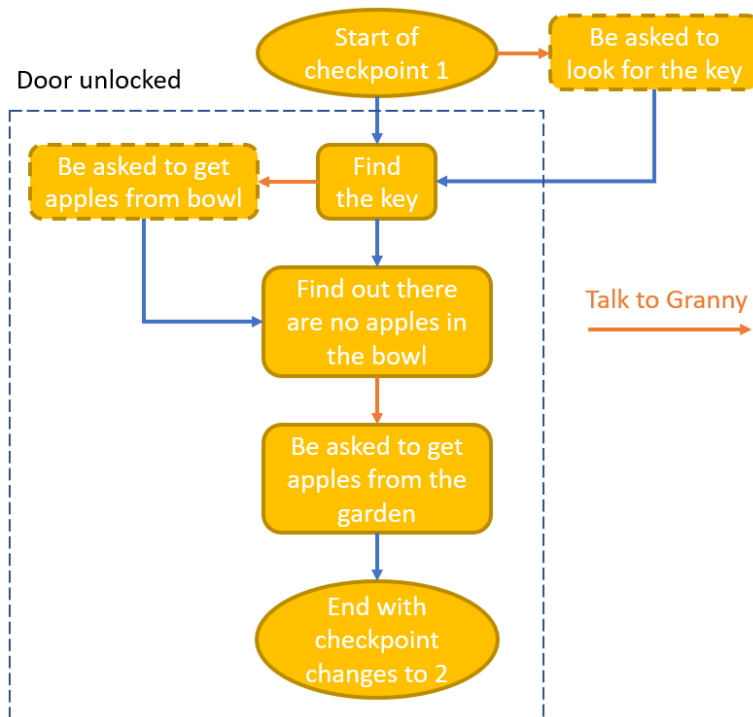 Start of
checkpoint 1
Be asked to
look for the key
Door unlocked
Be asked to get
apples from bowl
Find
the key
Find out there
are no apples in
the bowl
Talk to Granny
Be asked to get
apples from the
garden
End with
checkpoint
changes to 2